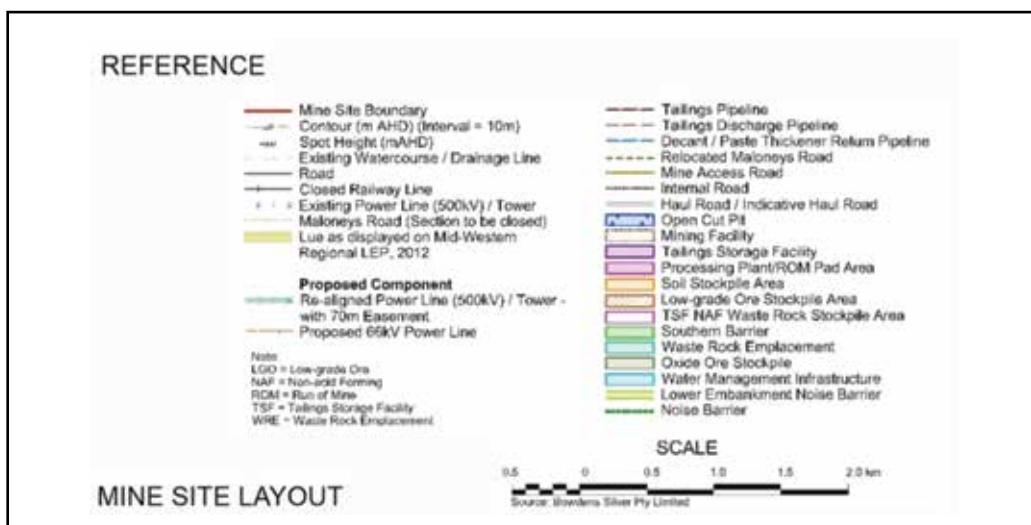 REFERENCE
Mine Site Boundary
Contour (m AHD) (Interval = 10m)
Spot Height (mAHD)
Existing Watercourse / Drainage Line
Road
Closed Railway Line
Existing Power Line (500kV) / Tower
Maloneys Road (Section to be closed)
Lue as displayed on Mid-Western
Regional LEP, 2012
Proposed Component
Re-aligned Power Line (500kV) / Tower -
with 70m Easement
Proposed 66kV Power Line
Note
LGO = Low-grade Ore
NAF = Non-acid Forming
ROM = Run of Mine
TSF = Tailings Storage Facility
WRE = Waste Rock Emplacement
Tailings Pipeline
Tailings Discharge Pipeline
Decant / Paste Thickener Return Pipeline
Relocated Maloneys Road
Mine Access Road
Internal Road
Haul Road / Indicative Haul Road
Open Cut Pit
Mining Facility
Tailings Storage Facility
Processing Plant/ROM Pad Area
Soil Stockpile Area
Low-grade Ore Stockpile Area
TSF NAF Waste Rock Stockpile Area
Southern Barrier
Waste Rock Emplacement
Oxide Ore Stockpile
Water Management Infrastructure
Lower Embankment Noise Barrier
Noise Barrier
SCALE
0.5 0 0.5 1.0 1.5 2.0 km
Source: Bowdens Silver Pty Limited
MINE SITE LAYOUT